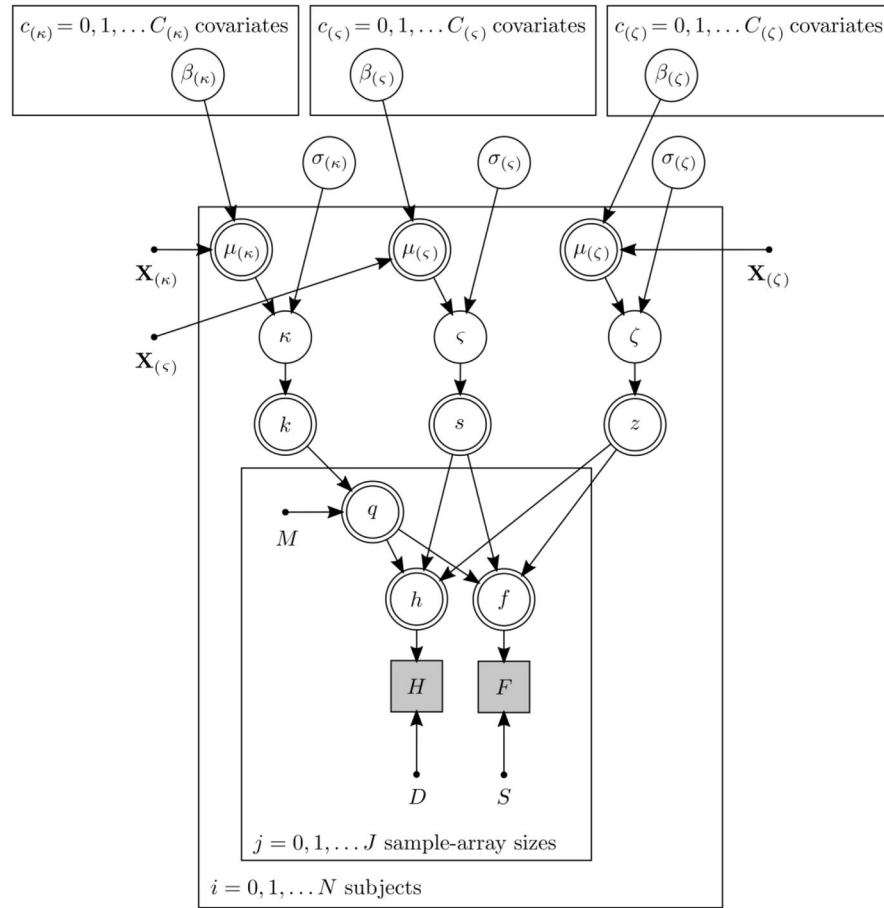 c₍κ₎ = 0, 1, … C₍κ₎ covariates
c₍ς₎ = 0, 1, … C₍ς₎ covariates
c₍ζ₎ = 0, 1, … C₍ζ₎ covariates
β₍κ₎
β₍ς₎
β₍ζ₎
σ₍κ₎
σ₍ς₎
σ₍ζ₎
μ₍κ₎
μ₍ς₎
μ₍ζ₎
X₍κ₎
X₍ζ₎
X₍ς₎
κ
ς
ζ
k
s
z
q
M
h
f
H
F
D
S
j = 0, 1, … J sample-array sizes
i = 0, 1, … N subjects